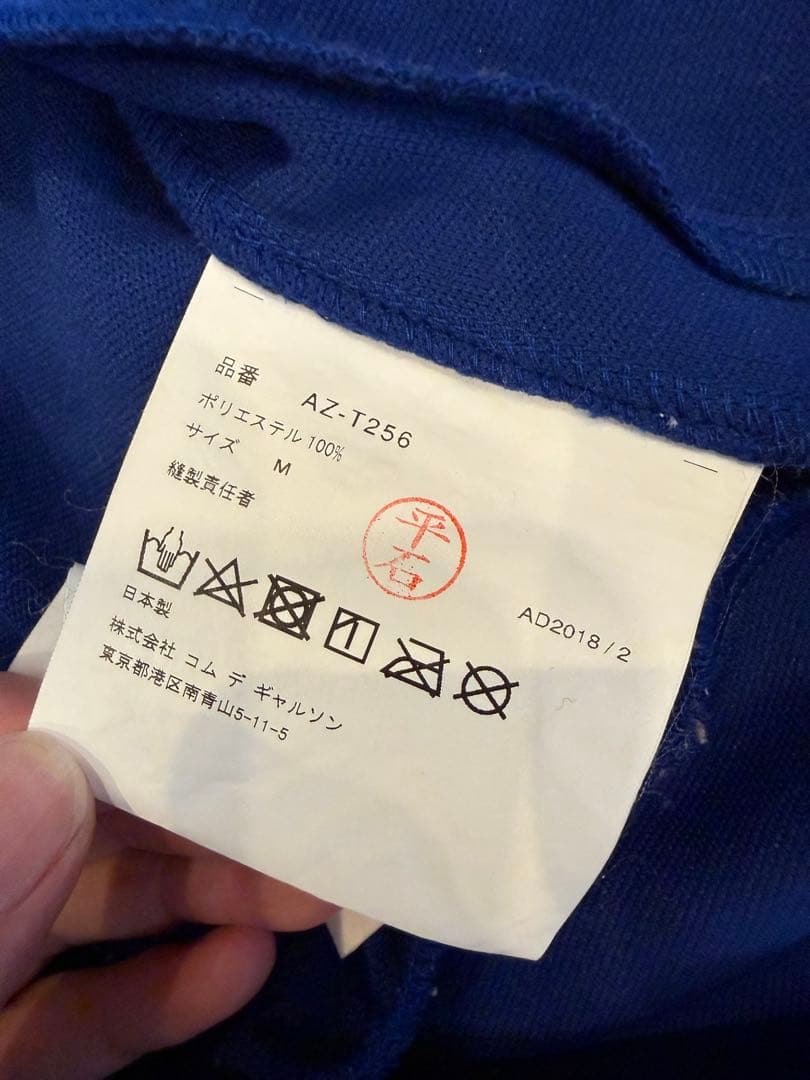 品番 AZ-T256
ポリエステル 100%
サイズ M
縫製責任者
平石
AD2018/2
日本製
株式会社 コム デ ギャルソン
東京都港区南青山5-11-5